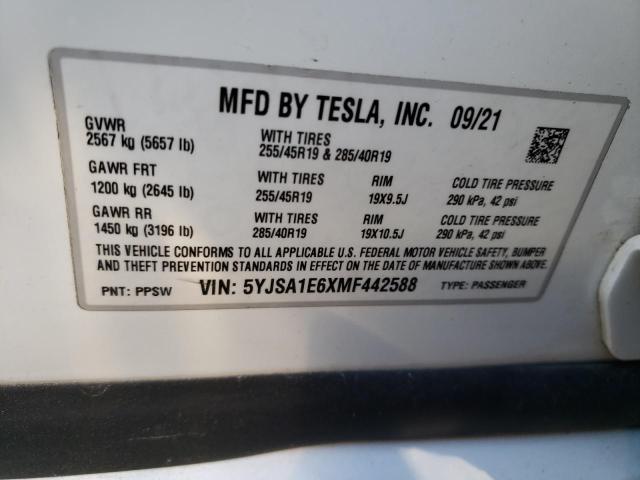 MFD BY TESLA, INC. 09/21
GVWR
2567 kg (5657 lb)
WITH TIRES
255/45R19 & 285/40R19
GAWR FRT
1200 kg (2645 lb)
WITH TIRES
255/45R19
RIM
19X9.5J
COLD TIRE PRESSURE
290 kPa, 42 psi
GAWR RR
1450 kg (3196 lb)
WITH TIRES
285/40R19
RIM
19X10.5J
COLD TIRE PRESSURE
290 kPa, 42 psi
THIS VEHICLE CONFORMS TO ALL APPLICABLE U.S. FEDERAL MOTOR VEHICLE SAFETY, BUMPER
AND THEFT PREVENTION STANDARDS IN EFFECT ON THE DATE OF MANUFACTURE SHOWN ABOVE.
PNT: PPSW VIN: 5YJSA1E6XMF442588 TYPE: PASSENGER